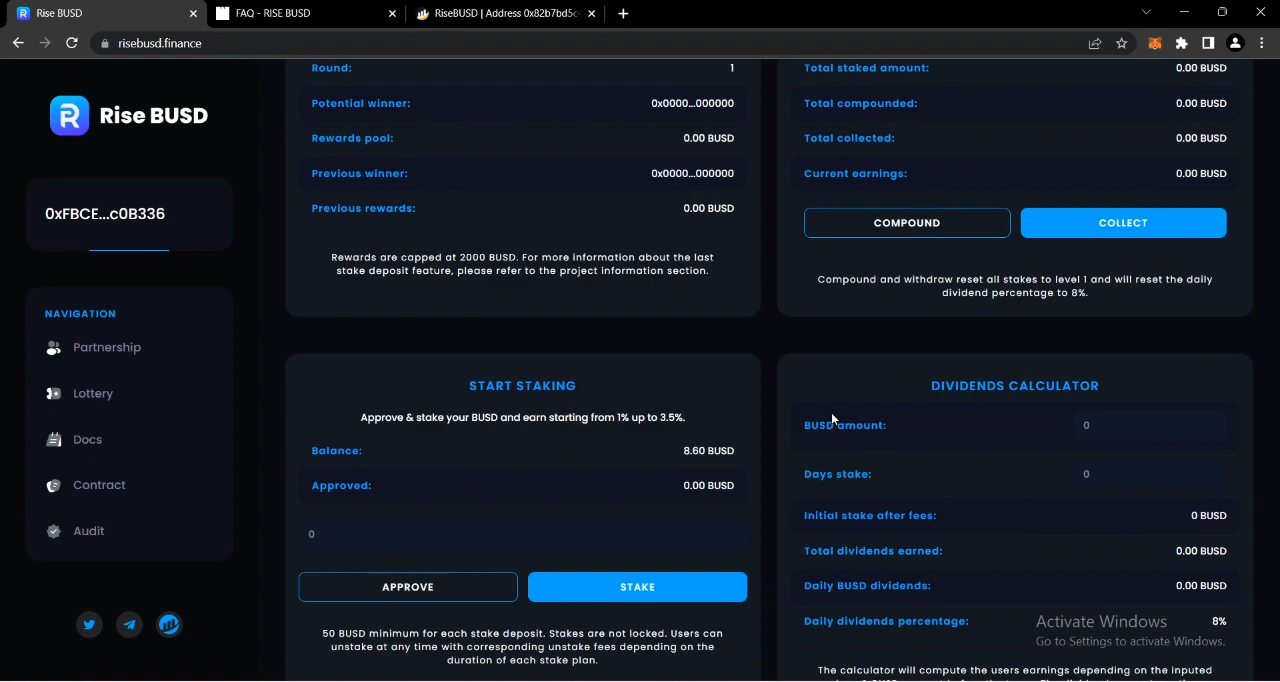 Rise BUSD
FAQ - RISE BUSD
RiseBUSD | Address 0x82b7bd5c
risebusd.finance
Rise BUSD
0xFBCE...c0B336
NAVIGATION
Partnership
Lottery
Docs
Contract
Audit
Round: 1
Potential winner: 0x0000...000000
Rewards pool: 0.00 BUSD
Previous winner: 0x0000...000000
Previous rewards: 0.00 BUSD
Rewards are capped at 2000 BUSD. For more information about the last
stake deposit feature, please refer to the project information section.
Total staked amount: 0.00 BUSD
Total compounded: 0.00 BUSD
Total collected: 0.00 BUSD
Current earnings: 0.00 BUSD
COMPOUND COLLECT
Compound and withdraw reset all stakes to level 1 and will reset the daily
dividend percentage to 8%.
START STAKING
Approve & stake your BUSD and earn starting from 1% up to 3.5%.
Balance: 8.60 BUSD
Approved: 0.00 BUSD
0
APPROVE STAKE
50 BUSD minimum for each stake deposit. Stakes are not locked. Users can
unstake at any time with corresponding unstake fees depending on the
duration of each stake plan.
DIVIDENDS CALCULATOR
BUSD amount: 0
Days stake: 0
Initial stake after fees: 0 BUSD
Total dividends earned: 0.00 BUSD
Daily BUSD dividends: 0.00 BUSD
Daily dividends percentage: 8%
Activate Windows
Go to Settings to activate Windows.
The calculator will compute the users earnings depending on the inputed